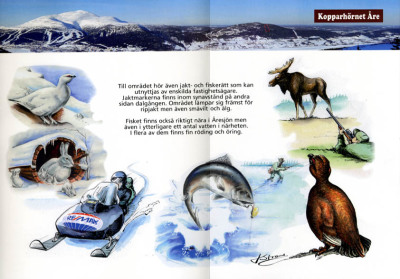 Kopparhörnet Åre
Till området hör även jakt- och fiskerätt som kan
utnyttjas av enskilda fastighetsägare.
Jaktmarkerna finns inom synavstånd på andra
sidan dalgången. Området lämpar sig främst för
ripjakt men även småvilt och älg.
Fisket finns också riktigt nära i Åresjön men
även i ytterligare ett antal vatten i närheten.
I flera av dem finns fin röding och öring.
RE/MAX